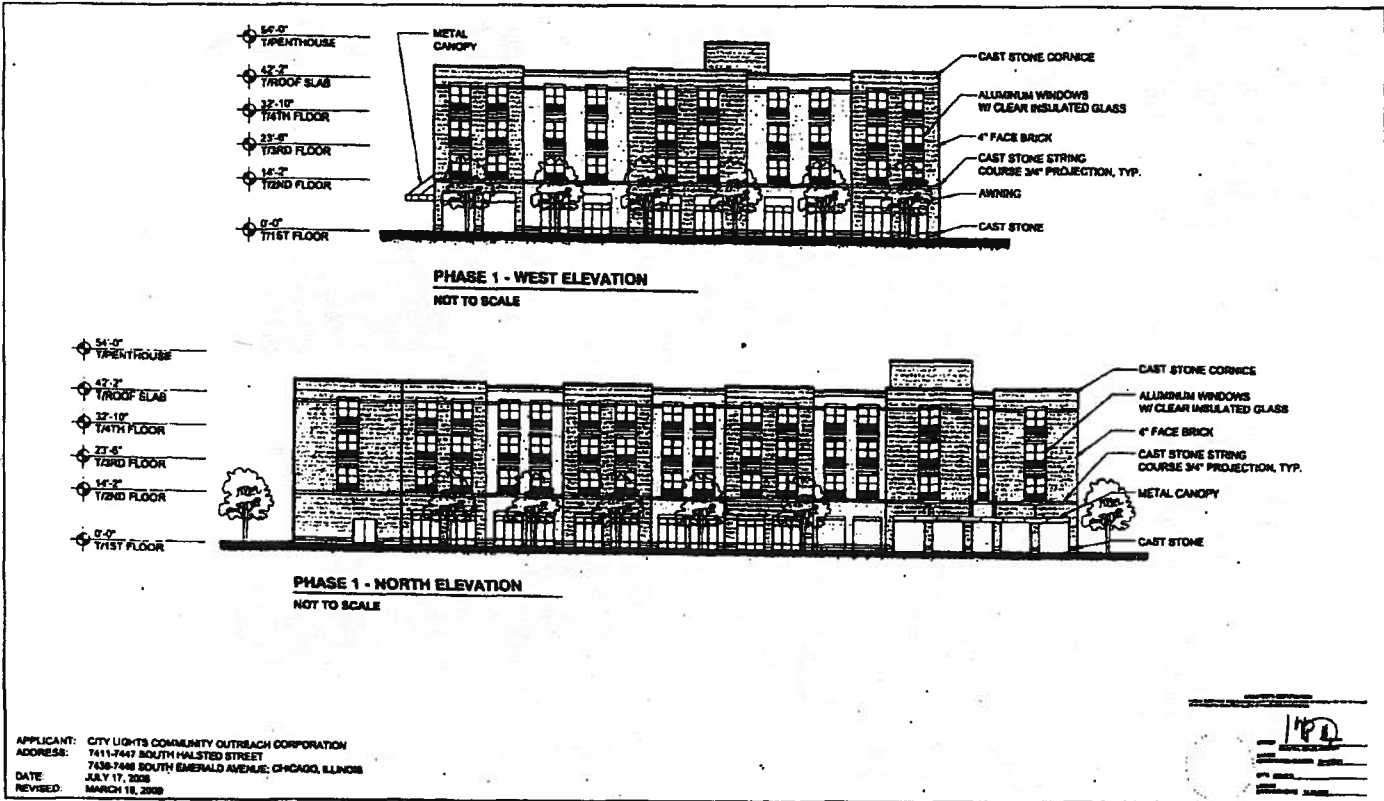 54'-0"
T/PENTHOUSE
42'-2"
T/ROOF SLAB
32'-10"
T/4TH FLOOR
23'-6"
T/3RD FLOOR
14'-2"
T/2ND FLOOR
0'-0"
T/1ST FLOOR
METAL
CANOPY
CAST STONE CORNICE
ALUMINUM WINDOWS
W/ CLEAR INSULATED GLASS
4" FACE BRICK
CAST STONE STRING
COURSE 3/4" PROJECTION, TYP.
AWNING
CAST STONE
PHASE 1 - WEST ELEVATION
NOT TO SCALE
54'-0"
T/PENTHOUSE
42'-2"
T/ROOF SLAB
32'-10"
T/4TH FLOOR
23'-6"
T/3RD FLOOR
14'-2"
T/2ND FLOOR
0'-0"
T/1ST FLOOR
CAST STONE CORNICE
ALUMINUM WINDOWS
W/ CLEAR INSULATED GLASS
4" FACE BRICK
CAST STONE STRING
COURSE 3/4" PROJECTION, TYP.
METAL CANOPY
CAST STONE
PHASE 1 - NORTH ELEVATION
NOT TO SCALE
APPLICANT: CITY LIGHTS COMMUNITY OUTREACH CORPORATION
ADDRESS: 7411-7447 SOUTH HALSTED STREET
SOUTH EMERALD AVENUE; CHICAGO, ILLINOIS
DATE: JULY 17, 2008
REVISED: MARCH 18, 2009